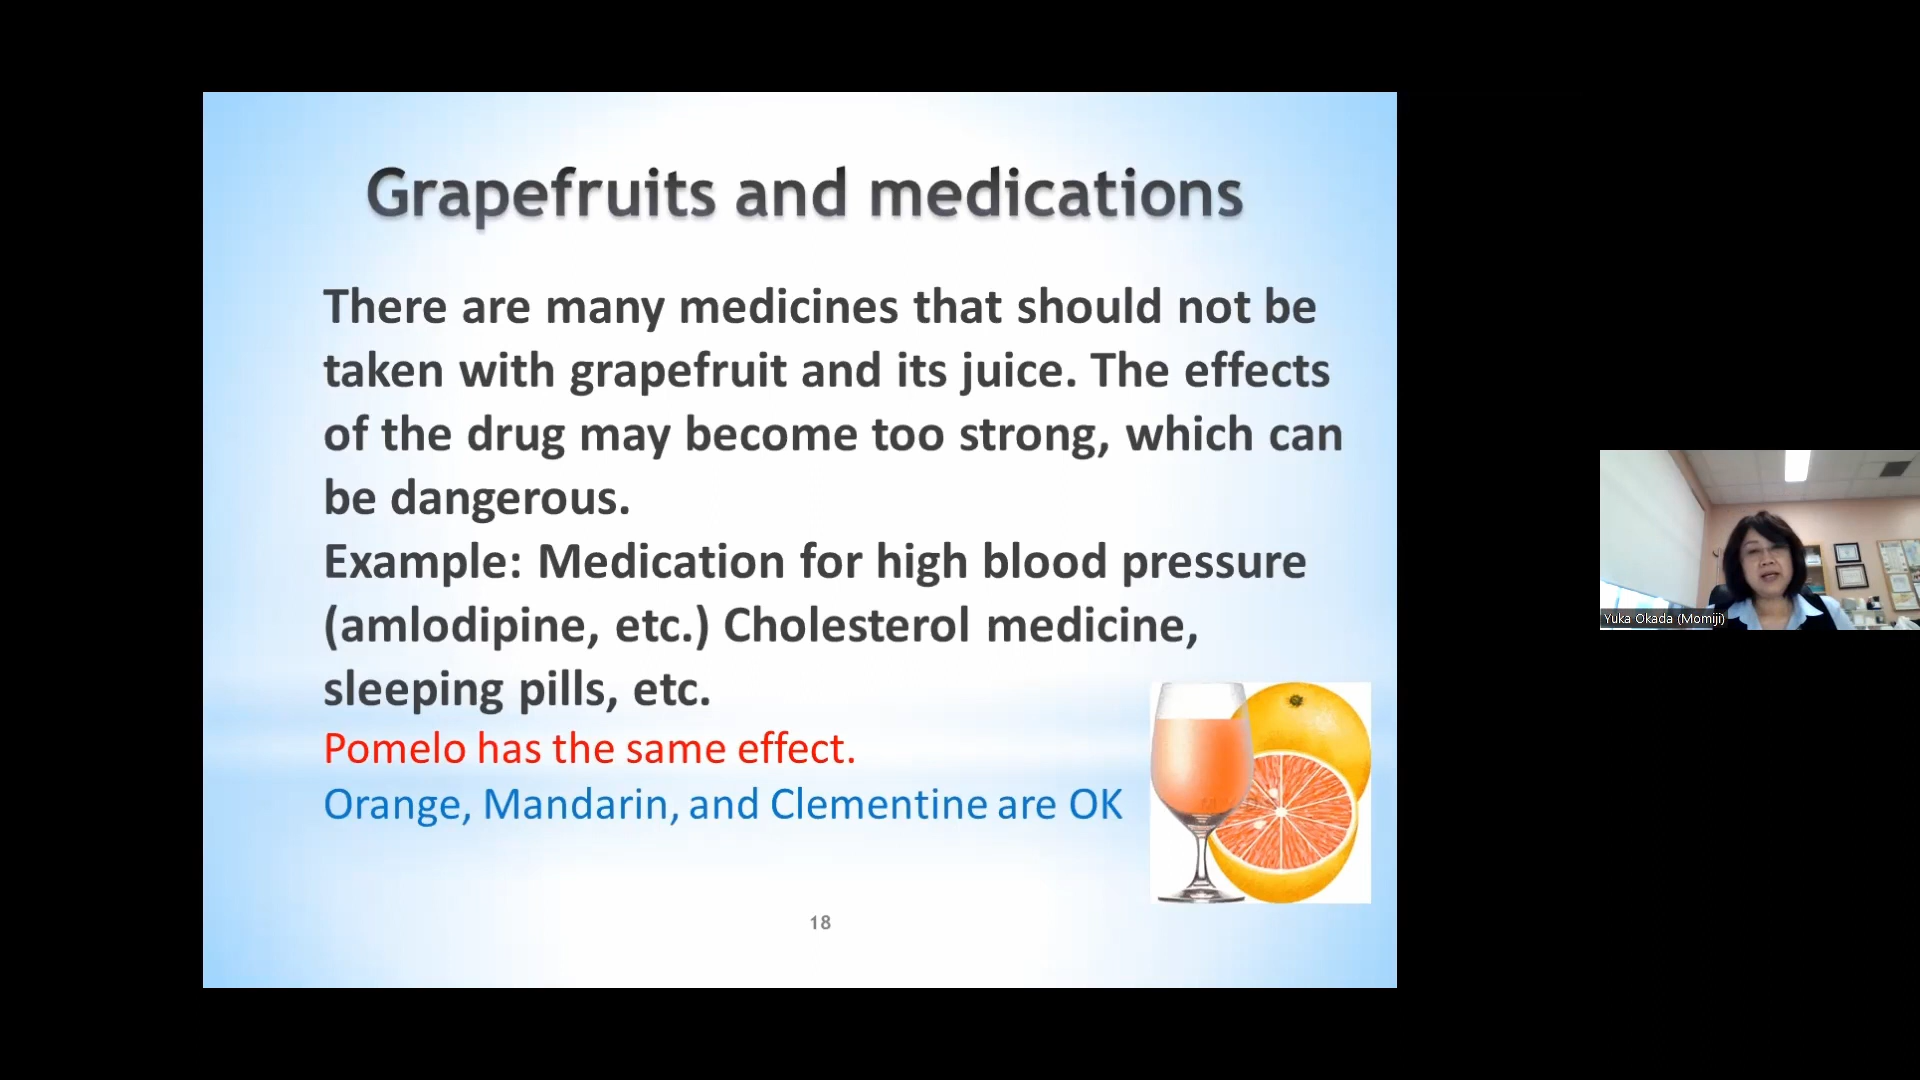 Grapefruits and medications
There are many medicines that should not be
taken with grapefruit and its juice. The effects
of the drug may become too strong, which can
be dangerous.
Example: Medication for high blood pressure
(amlodipine, etc.) Cholesterol medicine,
sleeping pills, etc.
Pomelo has the same effect.
Orange, Mandarin, and Clementine are OK
18
Yuka Okada (Momiji)